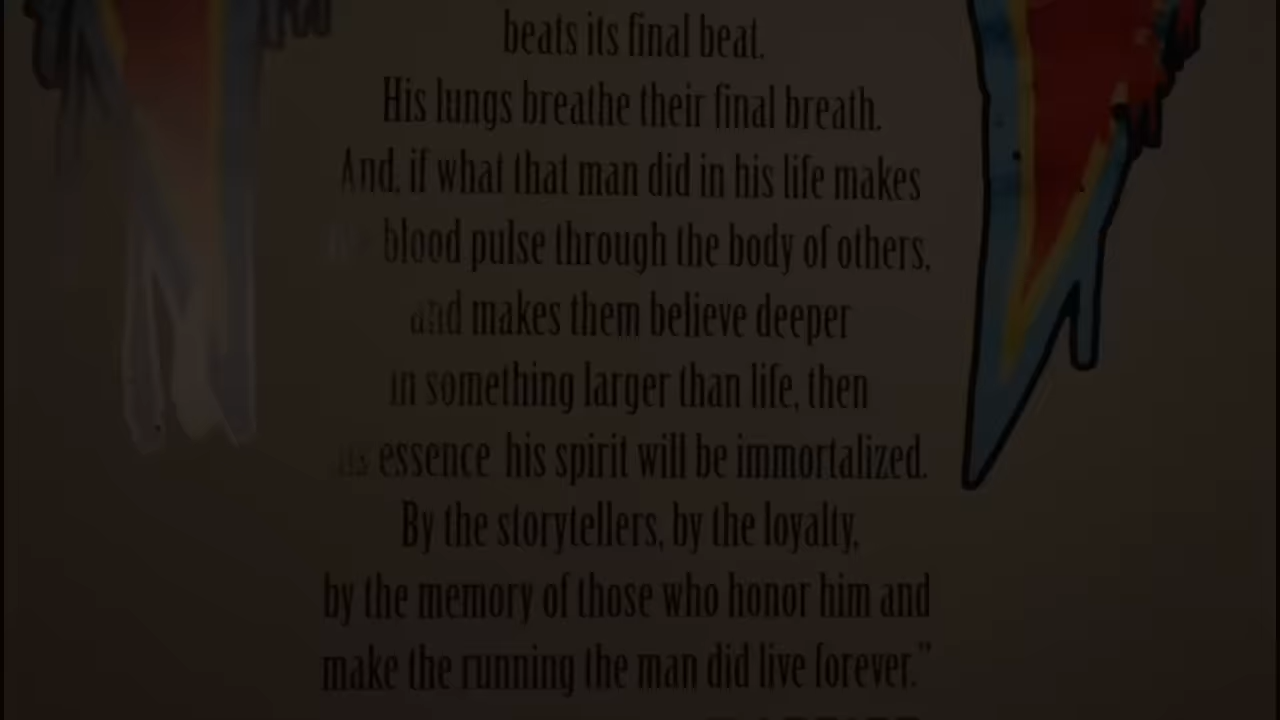 beats its final beat.
His lungs breathe their final breath.
And, if what that man did in his life makes
blood pulse through the body of others,
and makes them believe deeper
in something larger than life, then
his essence his spirit will be immortalized.
By the storytellers, by the loyalty,
by the memory of those who honor him and
make the running the man did live forever."